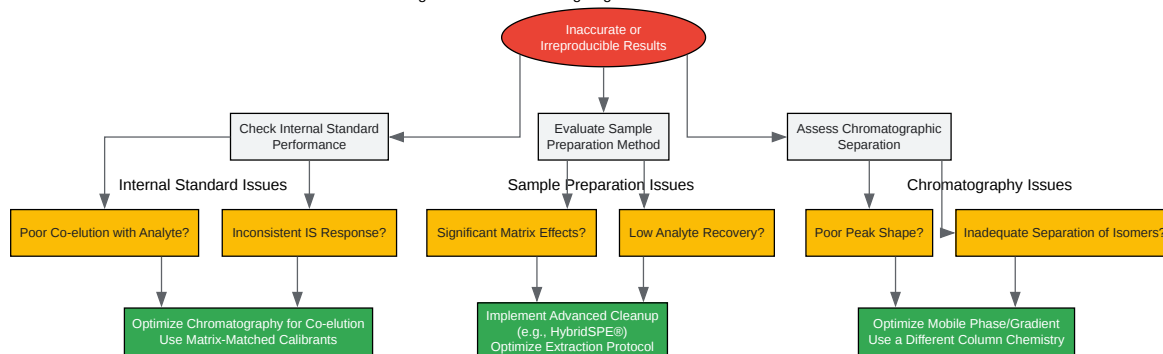 Inaccurate or
Irreproducible Results
Check Internal Standard
Performance
Evaluate Sample
Preparation Method
Assess Chromatographic
Separation
Internal Standard Issues
Sample Preparation Issues
Chromatography Issues
Poor Co-elution with Analyte?
Inconsistent IS Response?
Significant Matrix Effects?
Low Analyte Recovery?
Poor Peak Shape?
Inadequate Separation of Isomers?
Optimize Chromatography for Co-elution
Use Matrix-Matched Calibrants
Implement Advanced Cleanup
(e.g., HybridSPE®)
Optimize Extraction Protocol
Optimize Mobile Phase/Gradient
Use a Different Column Chemistry